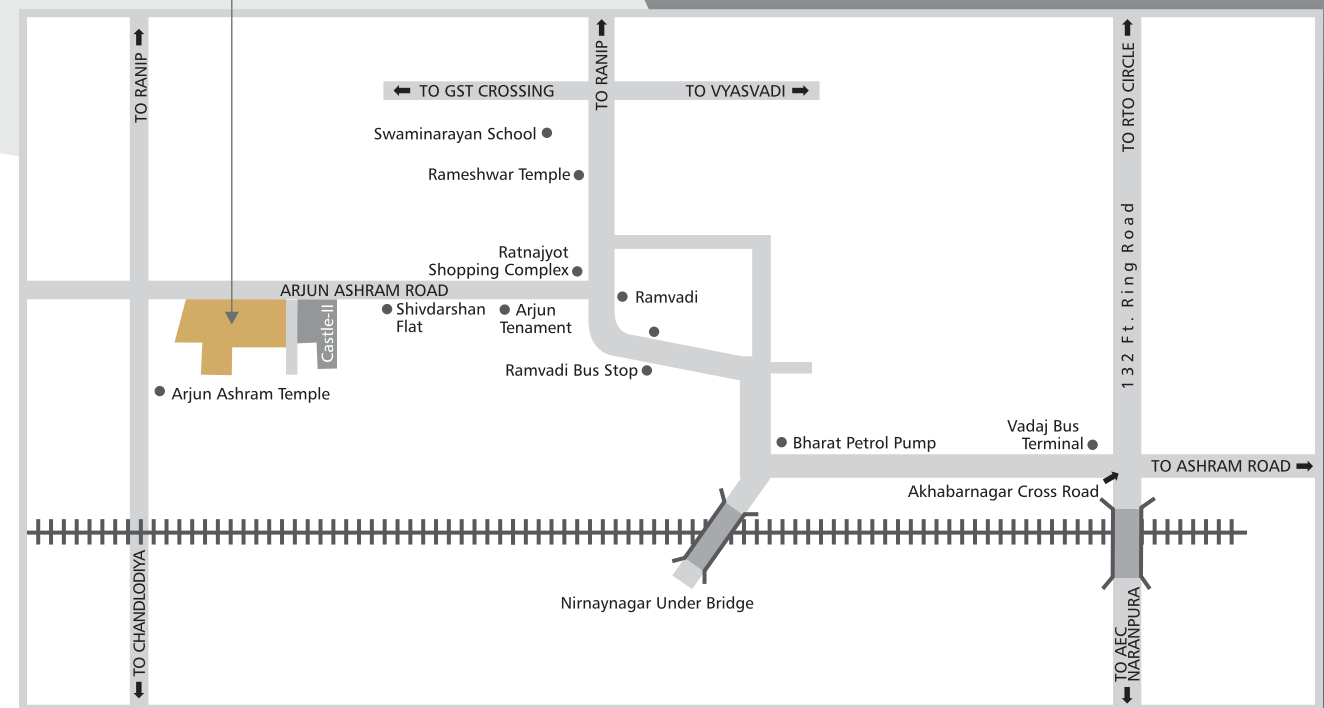 TO RANIP
TO RANIP
TO RTO CIRCLE
TO GST CROSSING
TO VYASVADI
Swaminarayan School
Rameshwar Temple
132 Ft. Ring Road
Ratnajyot
Shopping Complex
ARJUN ASHRAM ROAD
Ramvadi
Castle-II
Shivdarshan
Flat
Arjun
Tenament
Ramvadi Bus Stop
Arjun Ashram Temple
Bharat Petrol Pump
Vadaj Bus
Terminal
TO ASHRAM ROAD
Akhabarnagar Cross Road
TO CHANDLODIYA
Nirnaynagar Under Bridge
TO AEC
NARANPURA